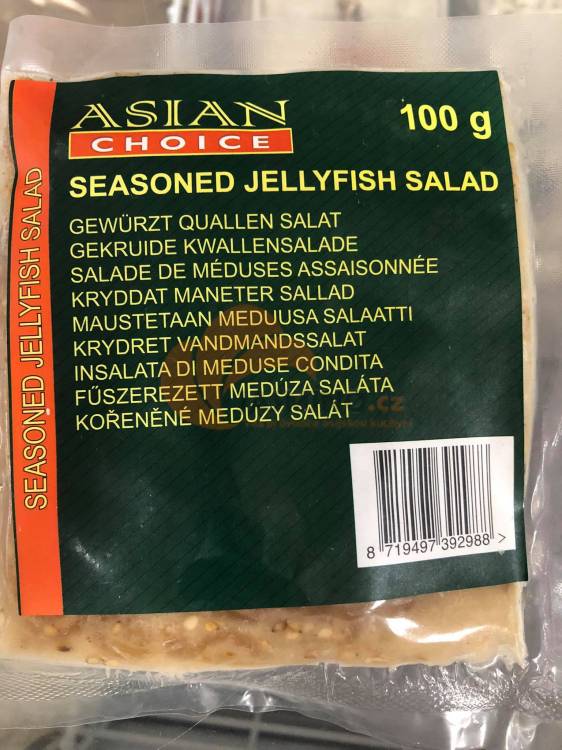 ASIAN
CHOICE
100 g
SEASONED JELLYFISH SALAD
SEASONED JELLYFISH SALAD
GEWÜRZT QUALLEN SALAT
GEKRUIDE KWALLENSALADE
SALADE DE MÉDUSES ASSAISONNÉE
KRYDDAT MANETER SALLAD
MAUSTETAAN MEDUUSA SALAATTI
KRYDRET VANDMANDSSALAT
INSALATA DI MEDUSE CONDITA
FŰSZEREZETT MEDÚZA SALÁTA
KOŘENĚNÉ MEDÚZY SALÁT
.cz
8 719497 392988 >